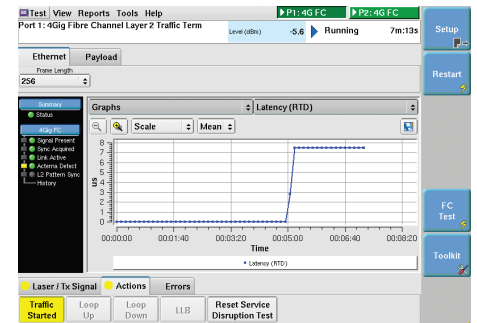 Test View Reports Tools Help
P1: 4G FC
P2: 4G FC
Port 1: 4Gig Fibre Channel Layer 2 Traffic Term
Level (dBm) -5.6 Running 7m:13s
Setup
Restart
FC Test
Toolkit
Ethernet Payload
Frame Length
256
Summary
Status
4Gig FC
Signal Present
Sync Acquired
Link Active
Acterna Detect
L2 Pattern Sync
History
Graphs Latency (RTD)
Scale Mean
8
7
6
5
4
3
2
1
0
us
00:00:00 00:01:40 00:03:20 00:05:00 00:06:40 00:08:20
Time
Latency (RTD)
Laser / Tx Signal Actions Errors
Traffic Started
Loop Up
Loop Down
LLB
Reset Service
Disruption Test